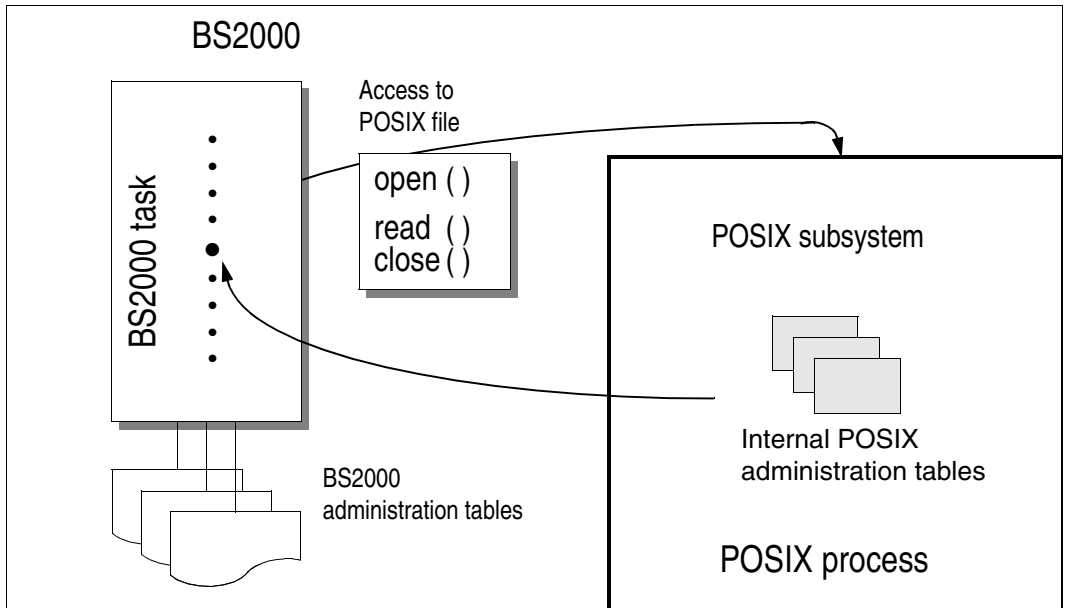 BS2000
Access to
POSIX file
open ( )
read ( )
close ( )
BS2000 task
POSIX subsystem
Internal POSIX
administration tables
BS2000
administration tables
POSIX process